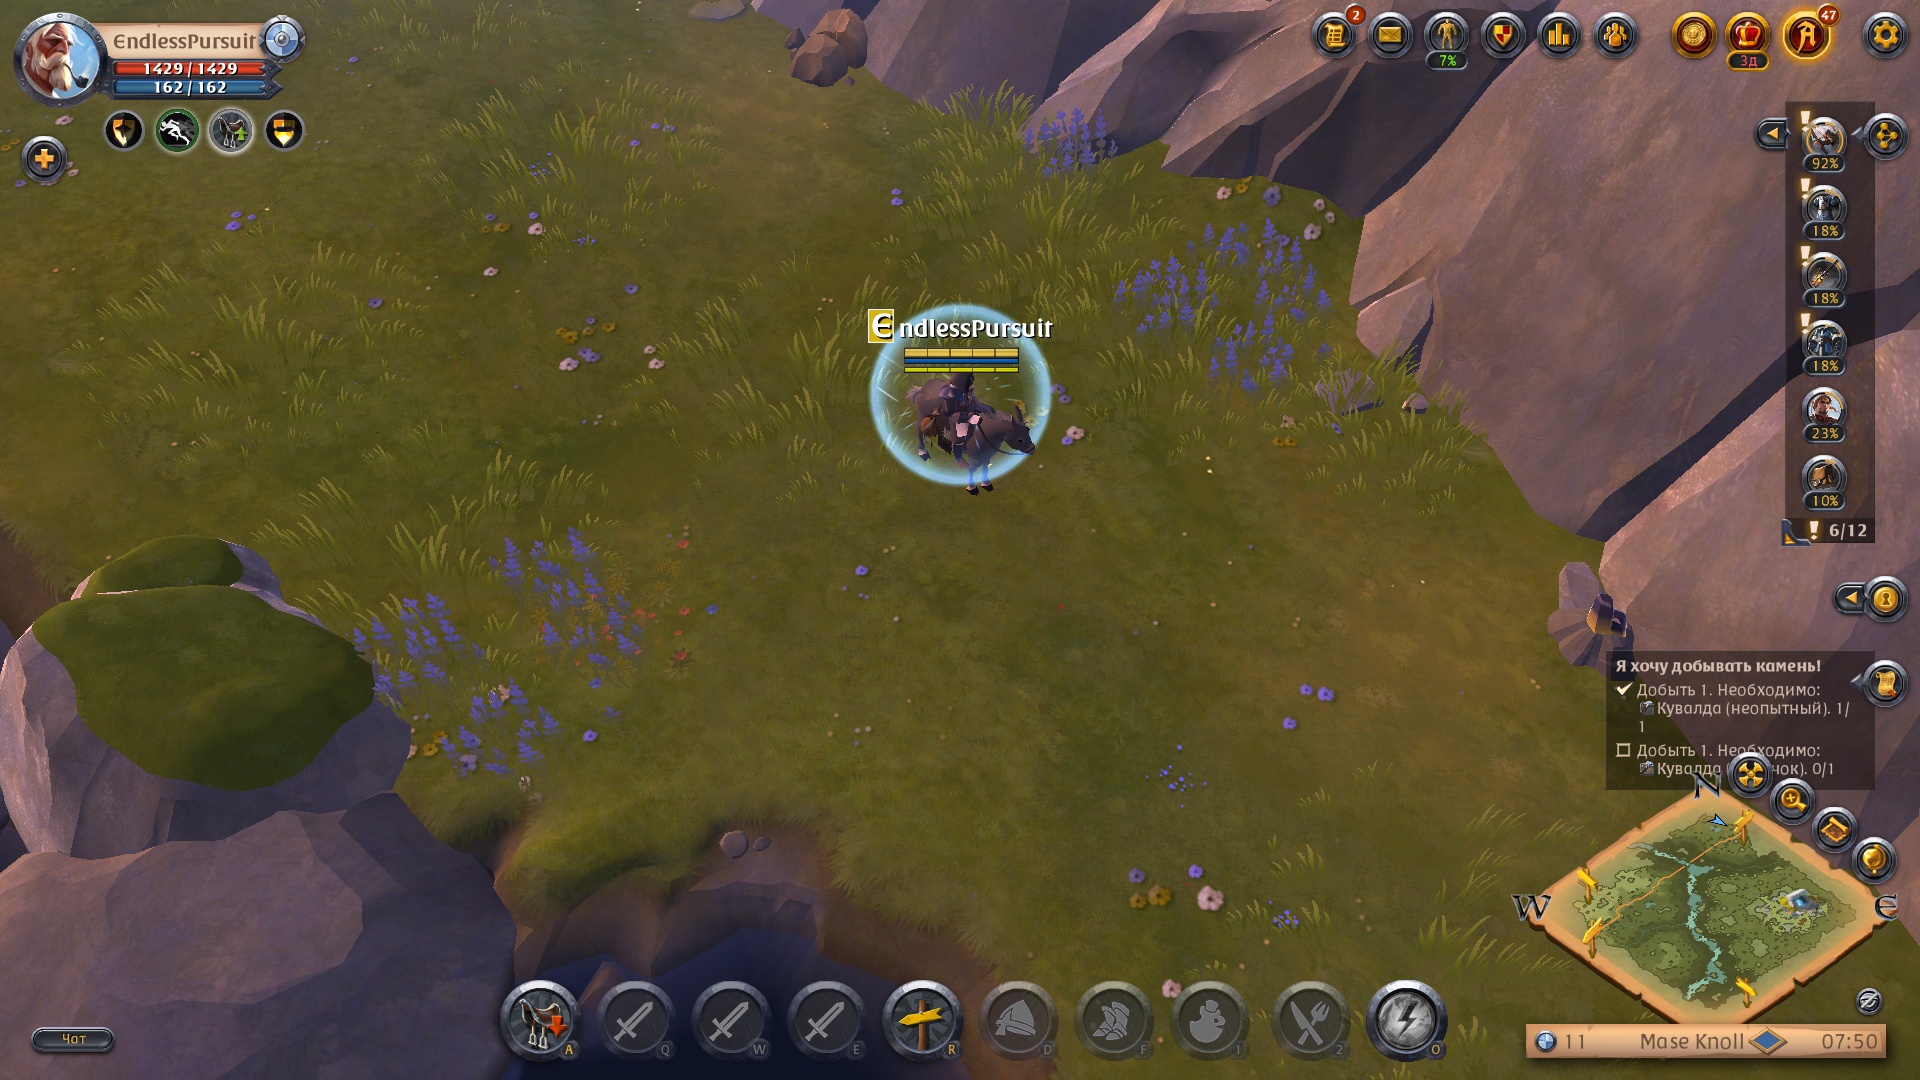 EndlessPursuit
1429 / 1429
162 / 162
2
7%
3д
47
92%
18%
18%
18%
23%
10%
6/12
EndlessPursuit
Я хочу добывать камень!
Добыть 1. Необходимо:
Кувалда (неопытный). 1/
1
Добыть 1. Необходимо:
Кувалда
чок). 0/1
N
W
E
A
Q
W
E
R
D
F
1
2
O
Чат
11
Mase Knoll
07:50